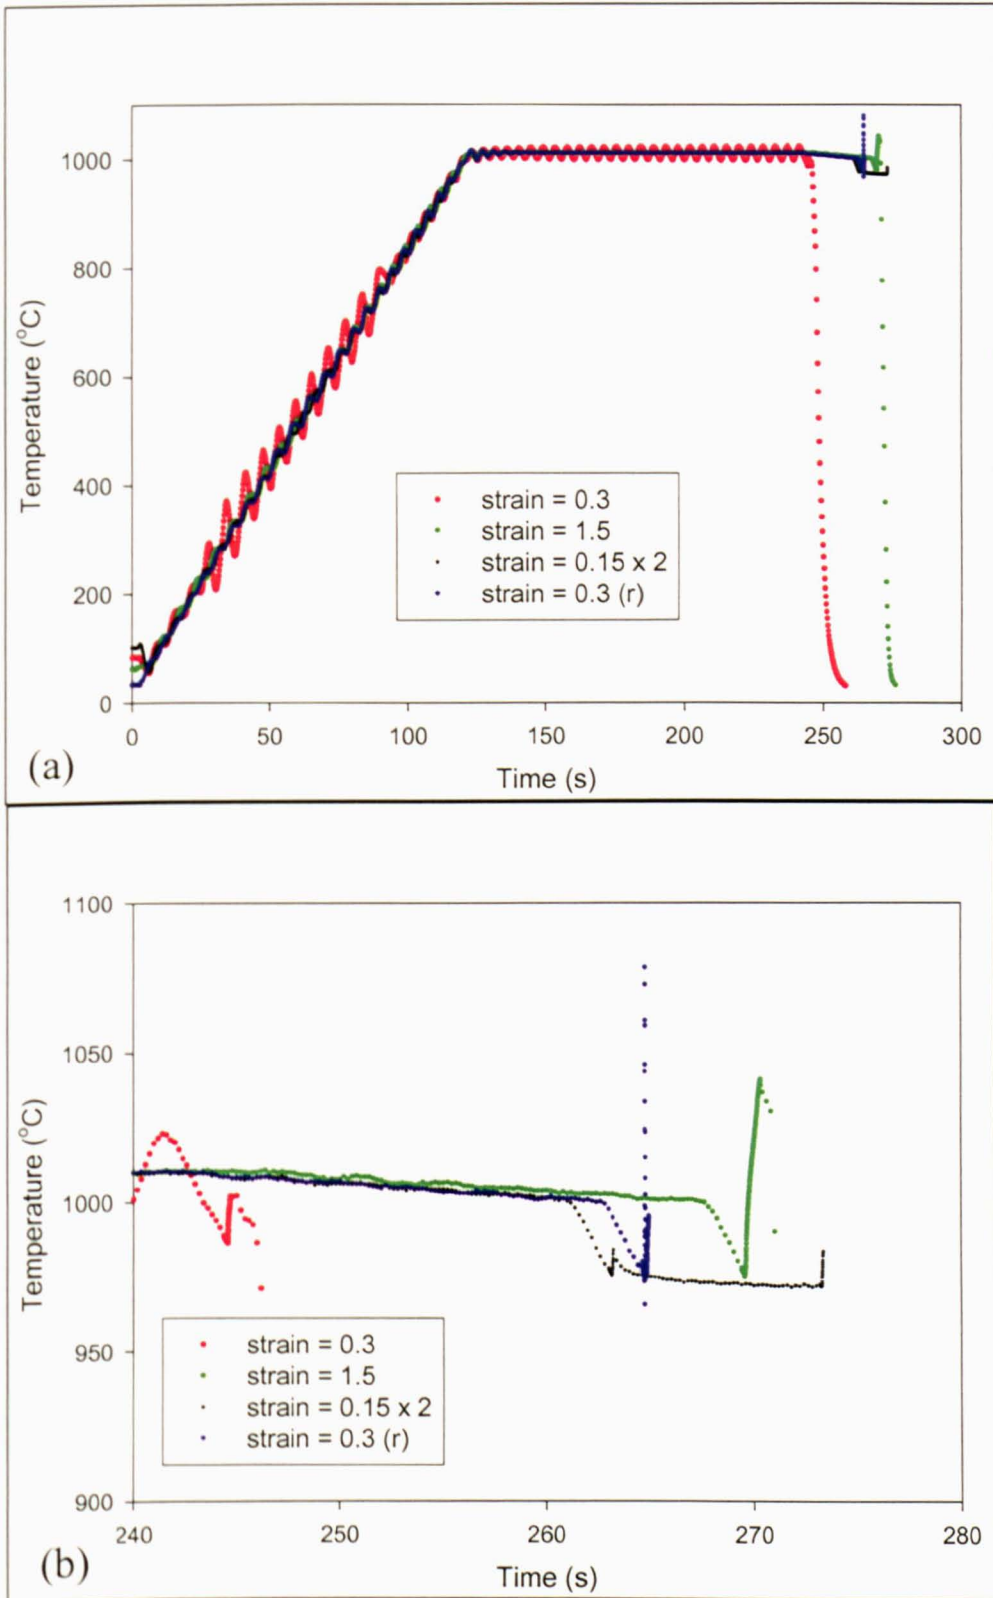 1000
800
600
400
200
0
Temperature (°C)
strain = 0.3
strain = 1.5
strain = 0.15 x 2
strain = 0.3 (r)
0 50 100 150 200 250 300
Time (s)
(a)
1100
1050
1000
950
900
Temperature (°C)
strain = 0.3
strain = 1.5
strain = 0.15 x 2
strain = 0.3 (r)
240 250 260 270 280
Time (s)
(b)